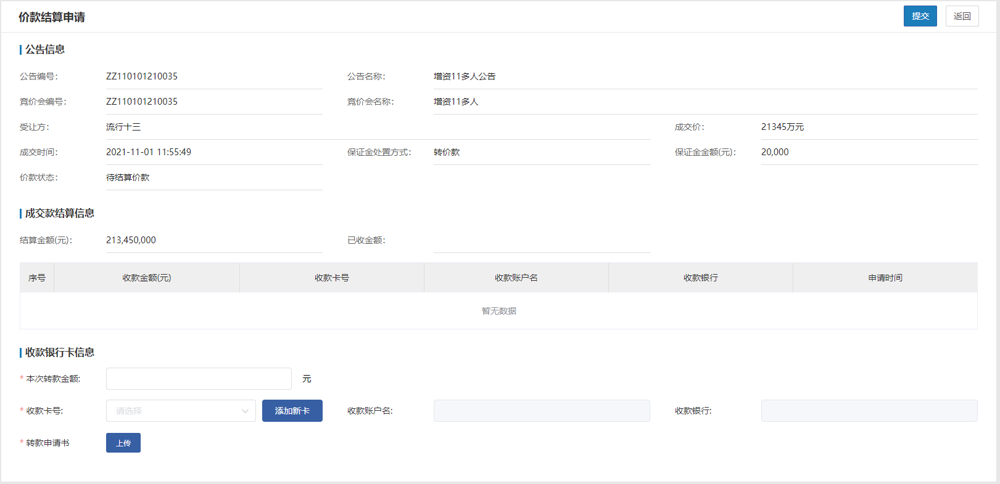 价款结算申请 提交 返回
公告信息
公告编号: ZZ110101210035 公告名称: 增资11多人公告
竞价会编号: ZZ110101210035 竞价会名称: 增资11多人
受让方: 流行十三 成交价: 21345万元
成交时间: 2021-11-01 11:55:49 保证金处置方式: 转价款 保证金金额(元): 20,000
价款状态: 待结算价款
成交款结算信息
结算金额(元): 213,450,000 已收金额:
序号 收款金额(元) 收款卡号 收款账户名 收款银行 申请时间
暂无数据
收款银行卡信息
* 本次转款金额: 元
* 收款卡号: 请选择 添加新卡 收款账户名: 收款银行:
* 转款申请书 上传